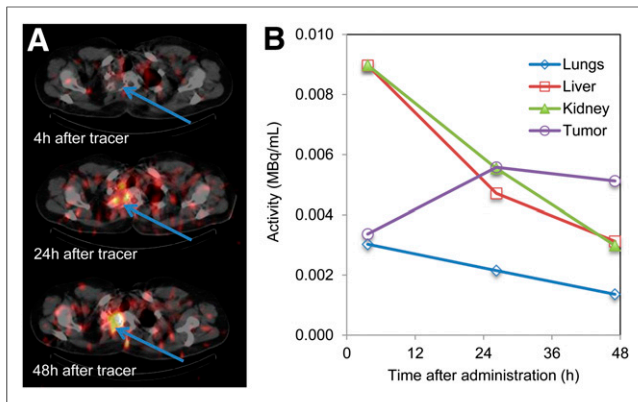 A
4h after tracer
24h after tracer
48h after tracer
B
0.010
0.008
0.006
0.004
0.002
0.000
Activity (MBq/mL)
Lungs
Liver
Kidney
Tumor
0 12 24 36 48
Time after administration (h)